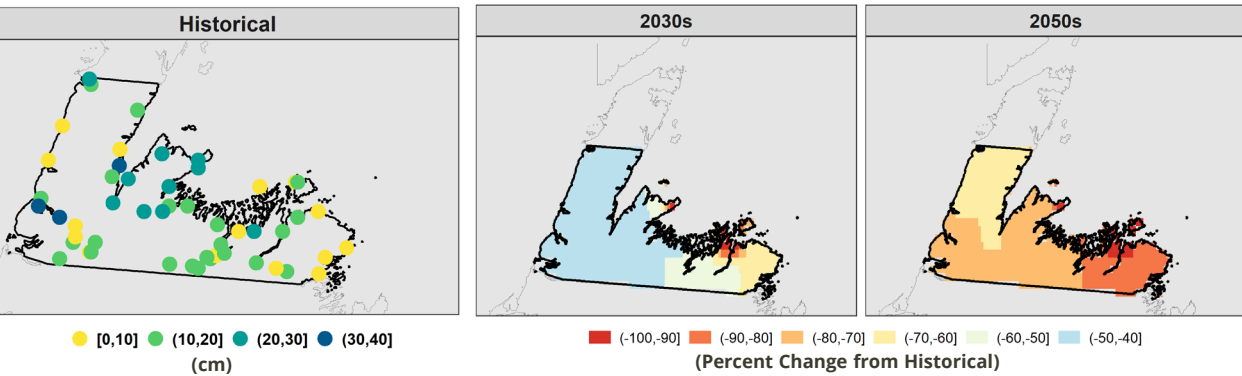 Historical
2030s
2050s
[0,10] (10,20] (20,30] (30,40]
(cm)
(-100,-90] (-90,-80] (-80,-70] (-70,-60] (-60,-50] (-50,-40]
(Percent Change from Historical)